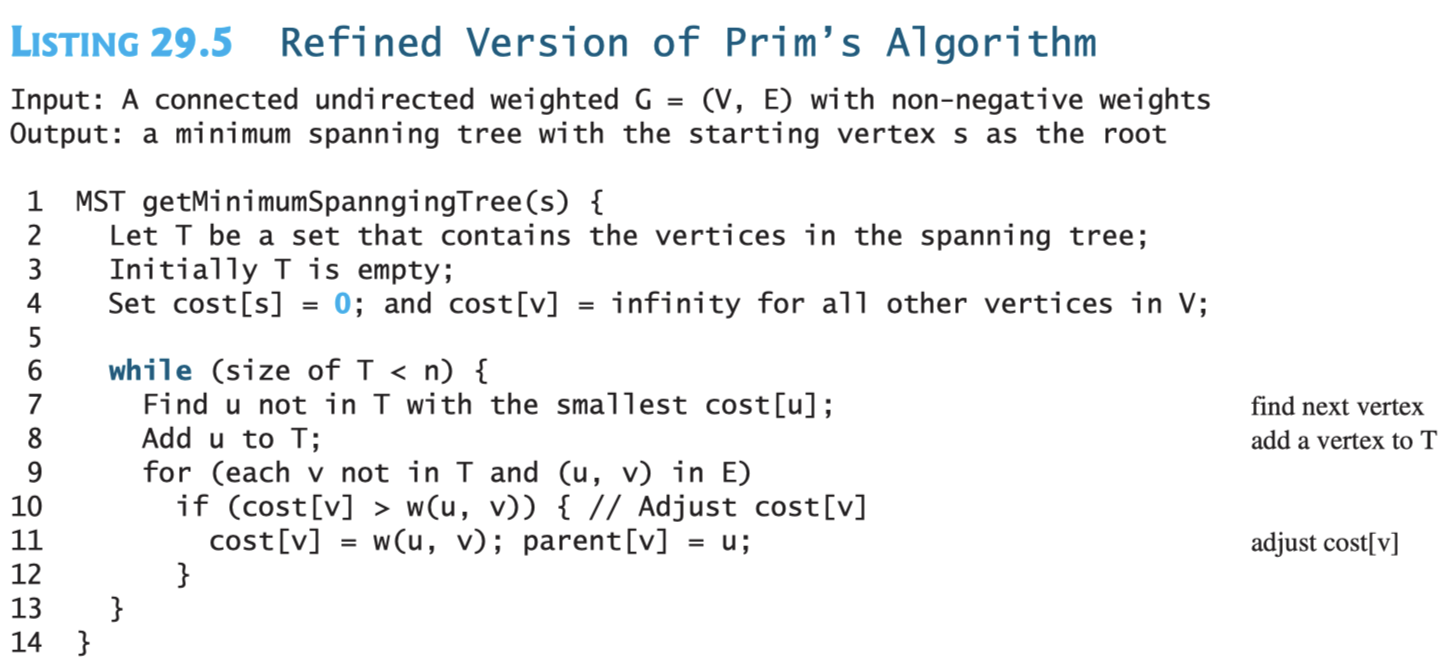 LISTING 29.5 Refined Version of Prim’s Algorithm
Input: A connected undirected weighted G = (V, E) with non-negative weights
Output: a minimum spanning tree with the starting vertex s as the root
1 MST getMinimumSpanngingTree(s) {
2 Let T be a set that contains the vertices in the spanning tree;
3 Initially T is empty;
4 Set cost[s] = 0; and cost[v] = infinity for all other vertices in V;
5
6 while (size of T < n) {
7 Find u not in T with the smallest cost[u]; find next vertex
8 Add u to T; add a vertex to T
9 for (each v not in T and (u, v) in E)
10 if (cost[v] > w(u, v)) { // Adjust cost[v]
11 cost[v] = w(u, v); parent[v] = u; adjust cost[v]
12 }
13 }
14 }